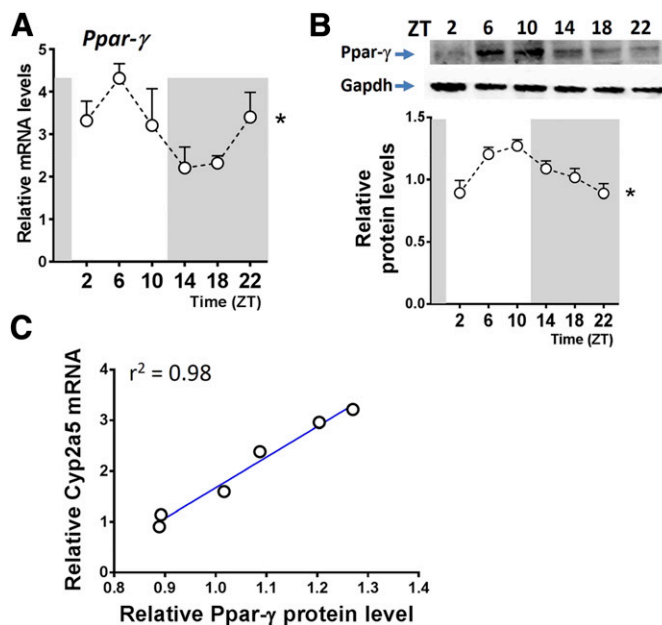 A
Ppar-γ
Relative mRNA levels
5
4
3
2
1
0
*
2 6 10 14 18 22
Time (ZT)
B
ZT 2 6 10 14 18 22
Ppar-γ
Gapdh
Relative
protein levels
1.5
1.0
0.5
0.0
*
2 6 10 14 18 22
Time (ZT)
C
r² = 0.98
Relative Cyp2a5 mRNA
4
3
2
1
0
0.8 0.9 1.0 1.1 1.2 1.3 1.4
Relative Ppar-γ protein level